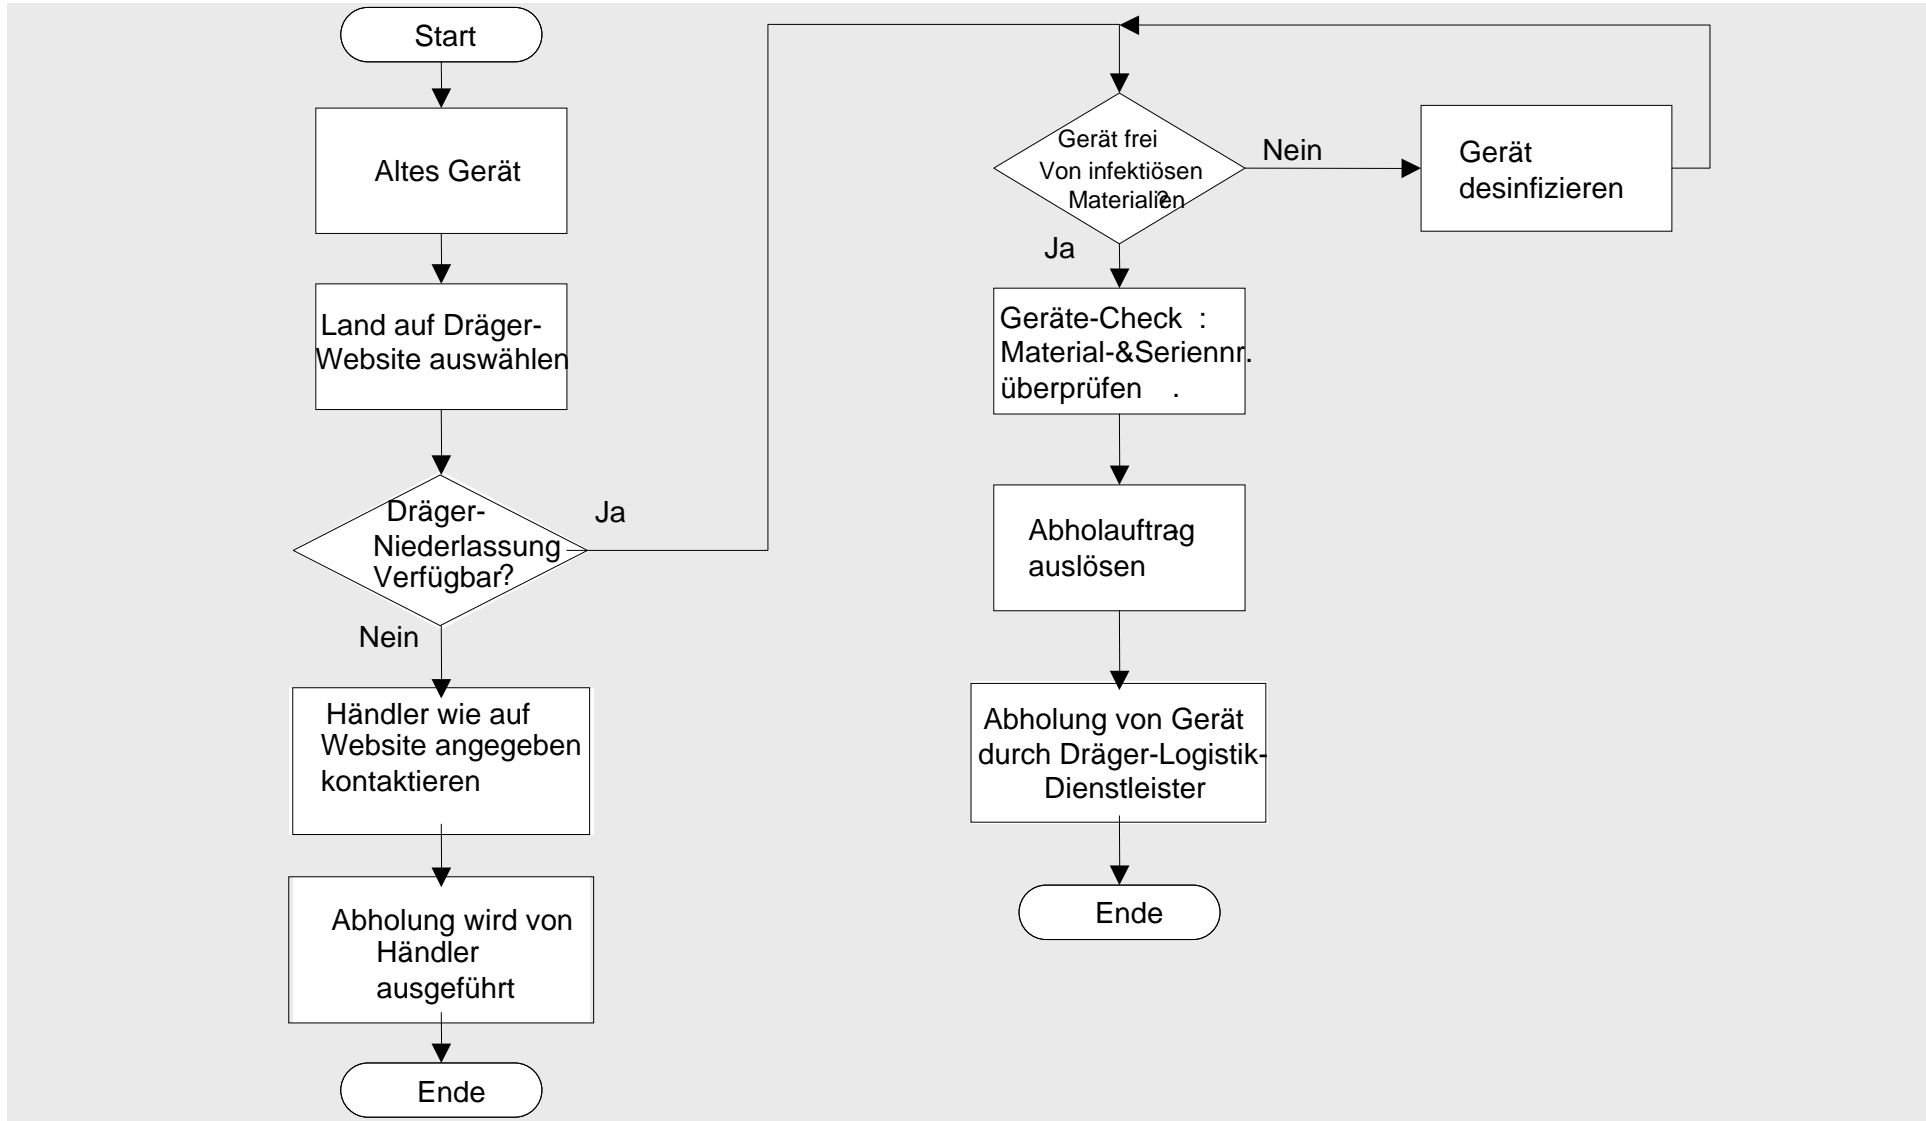 Start
Altes Gerät
Land auf Dräger-
Website auswählen
Dräger-
Niederlassung
Verfügbar?
Ja
Nein
Händler wie auf
Website angegeben
kontaktieren
Abholung wird von
Händler
ausgeführt
Ende
Gerät frei
Von infektiösen
Materialien?
Nein
Gerät
desinfizieren
Ja
Geräte-Check :
Material-&Seriennr.
überprüfen .
Abholauftrag
auslösen
Abholung von Gerät
durch Dräger-Logistik-
Dienstleister
Ende